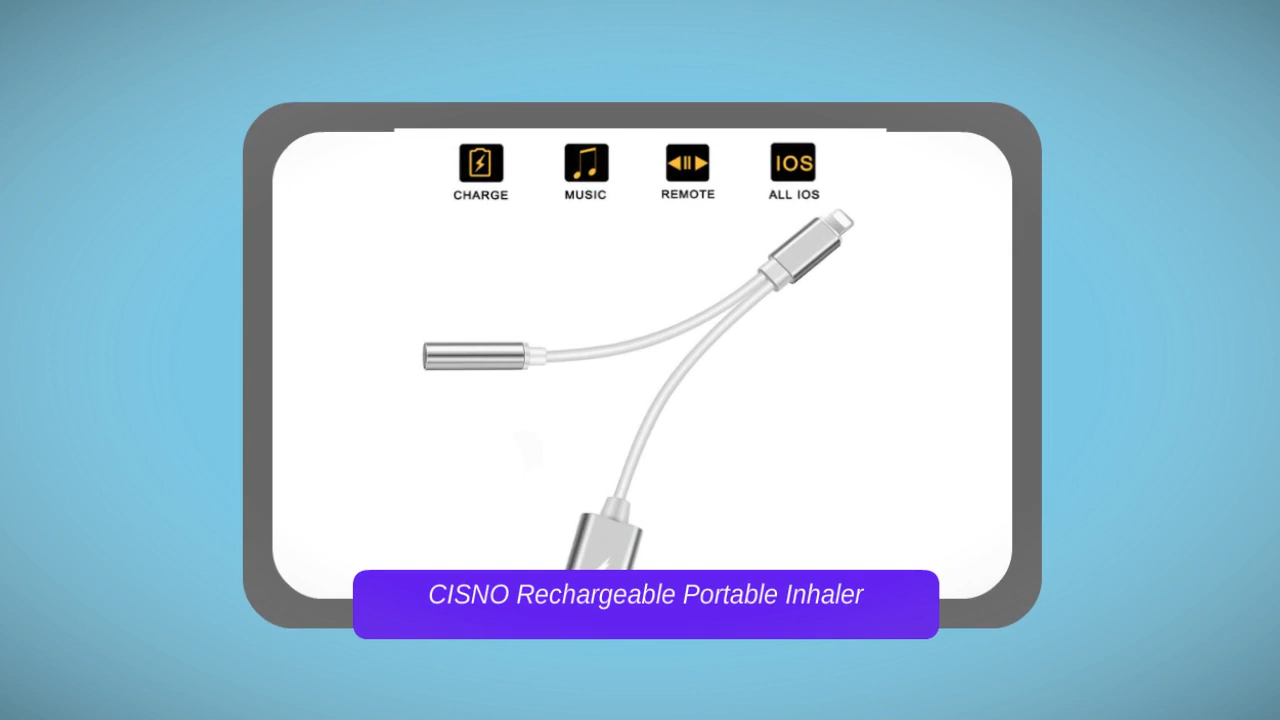 IOS
CHARGE MUSIC REMOTE ALL IOS
CISNO Rechargeable Portable Inhaler